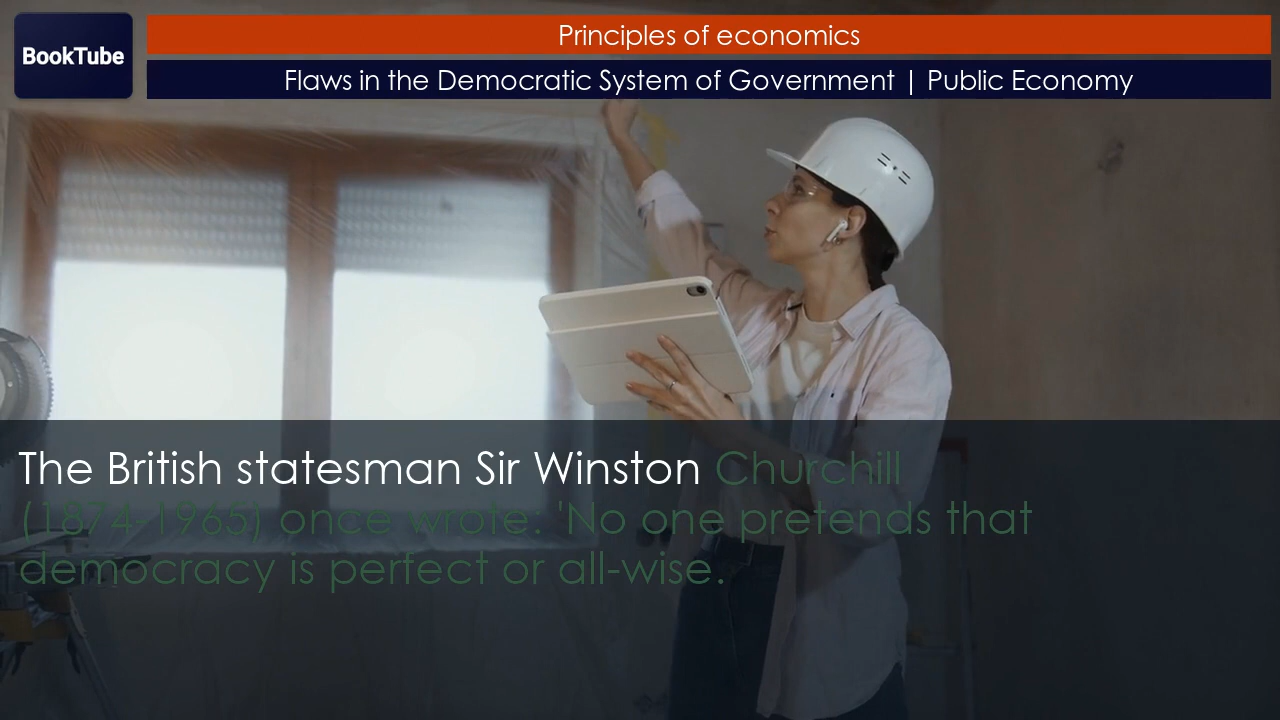 BookTube
Principles of economics
Flaws in the Democratic System of Government | Public Economy
The British statesman Sir Winston Churchill
(1874-1965) once wrote: 'No one pretends that
democracy is perfect or all-wise.